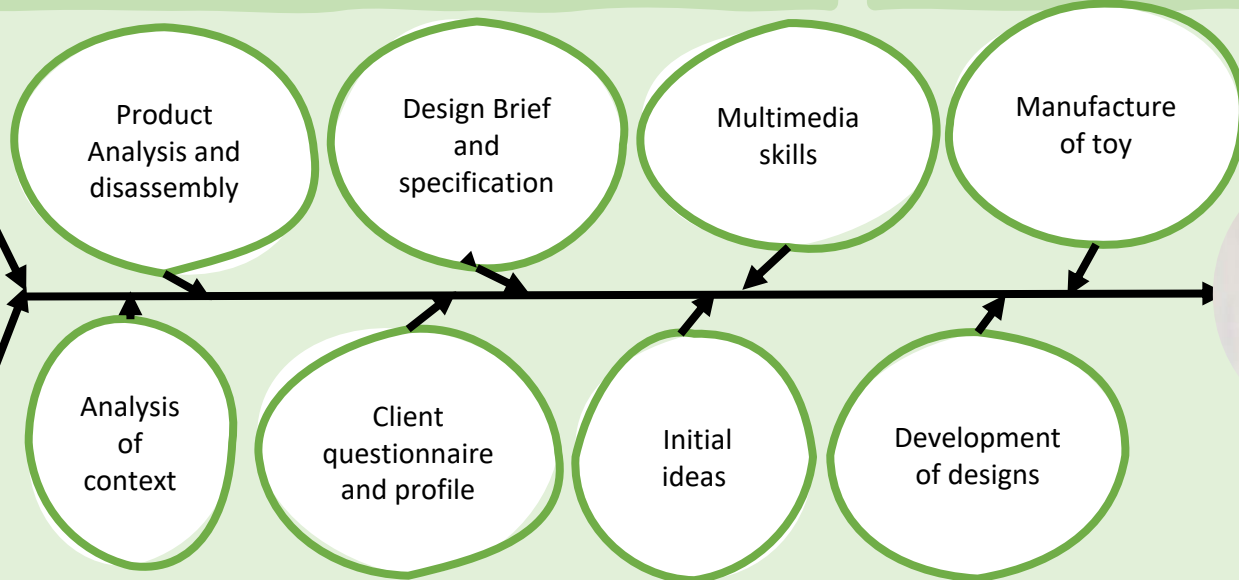 Product
Analysis and
disassembly
Design Brief
and
specification
Multimedia
skills
Manufacture
of toy
Analysis
of
context
Client
questionnaire
and profile
Initial
ideas
Development
of designs